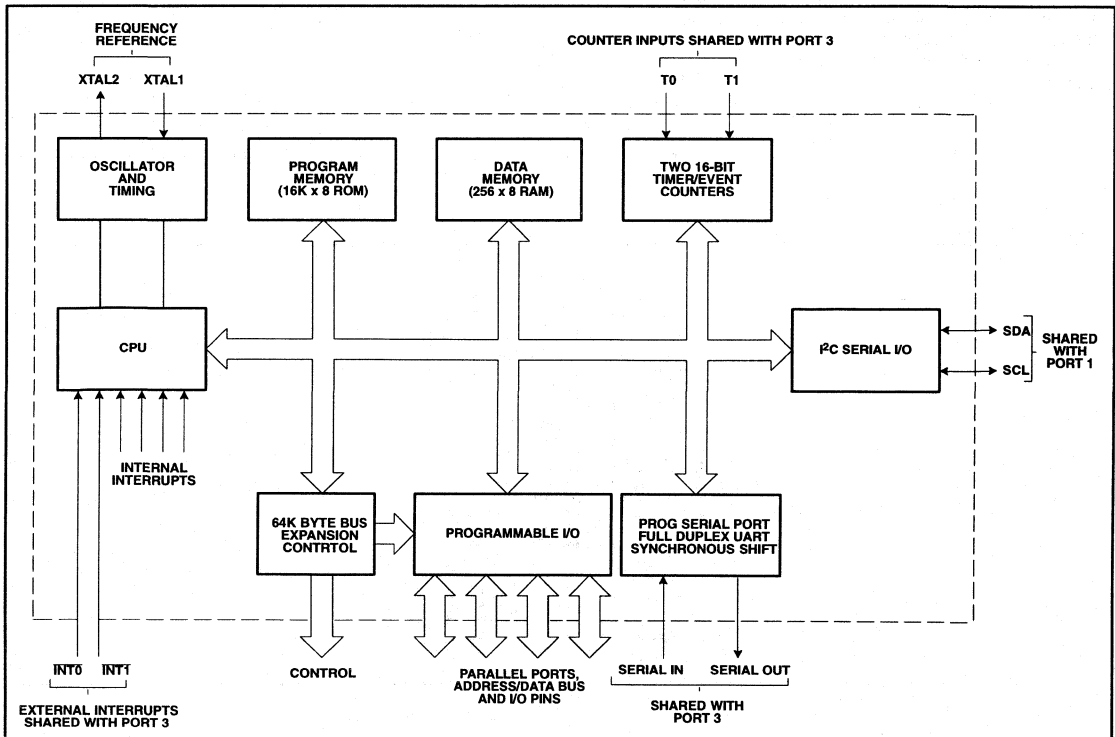 FREQUENCY
REFERENCE
XTAL2 XTAL1
COUNTER INPUTS SHARED WITH PORT 3
T0 T1
OSCILLATOR
AND
TIMING
PROGRAM
MEMORY
(16K x 8 ROM)
DATA
MEMORY
(256 x 8 RAM)
TWO 16-BIT
TIMER/EVENT
COUNTERS
CPU
I²C SERIAL I/O
SDA
SCL
SHARED
WITH
PORT 1
INTERNAL
INTERRUPTS
64K BYTE BUS
EXPANSION
CONTRTOL
PROGRAMMABLE I/O
PROG SERIAL PORT
FULL DUPLEX UART
SYNCHRONOUS SHIFT
INT0 INT1
EXTERNAL INTERRUPTS
SHARED WITH PORT 3
CONTROL
PARALLEL PORTS,
ADDRESS/DATA BUS
AND I/O PINS
SERIAL IN SERIAL OUT
SHARED WITH
PORT 3